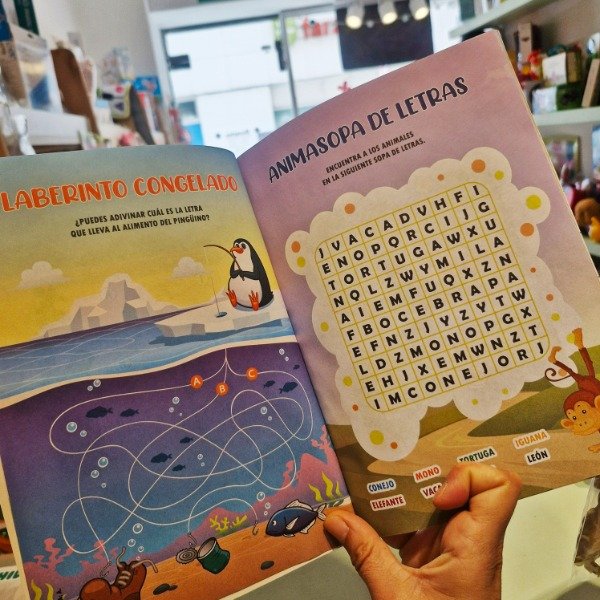 LABERINTO CONGELADO
¿PUEDES ADIVINAR CUÁL ES LA LETRA
QUE LLEVA AL ALIMENTO DEL PINGÜINO?
A B C
ANIMASOPA DE LETRAS
ENCUENTRA A LOS ANIMALES
EN LA SIGUIENTE SOPA DE LETRAS.
J V A C A D V H F I
E N O P Q R C I J G
T O R T U G A W X U
N Q L Z W Y M I L A
A I E M F U Q X Z N
F B O C E B R A P A
E F N Z J Y Z Y T W
L D Z M O N O P G X
E H J X E M W N Z T
I M C O N E J O R J
CONEJO MONO TORTUGA IGUANA
ELEFANTE VACA LEÓN